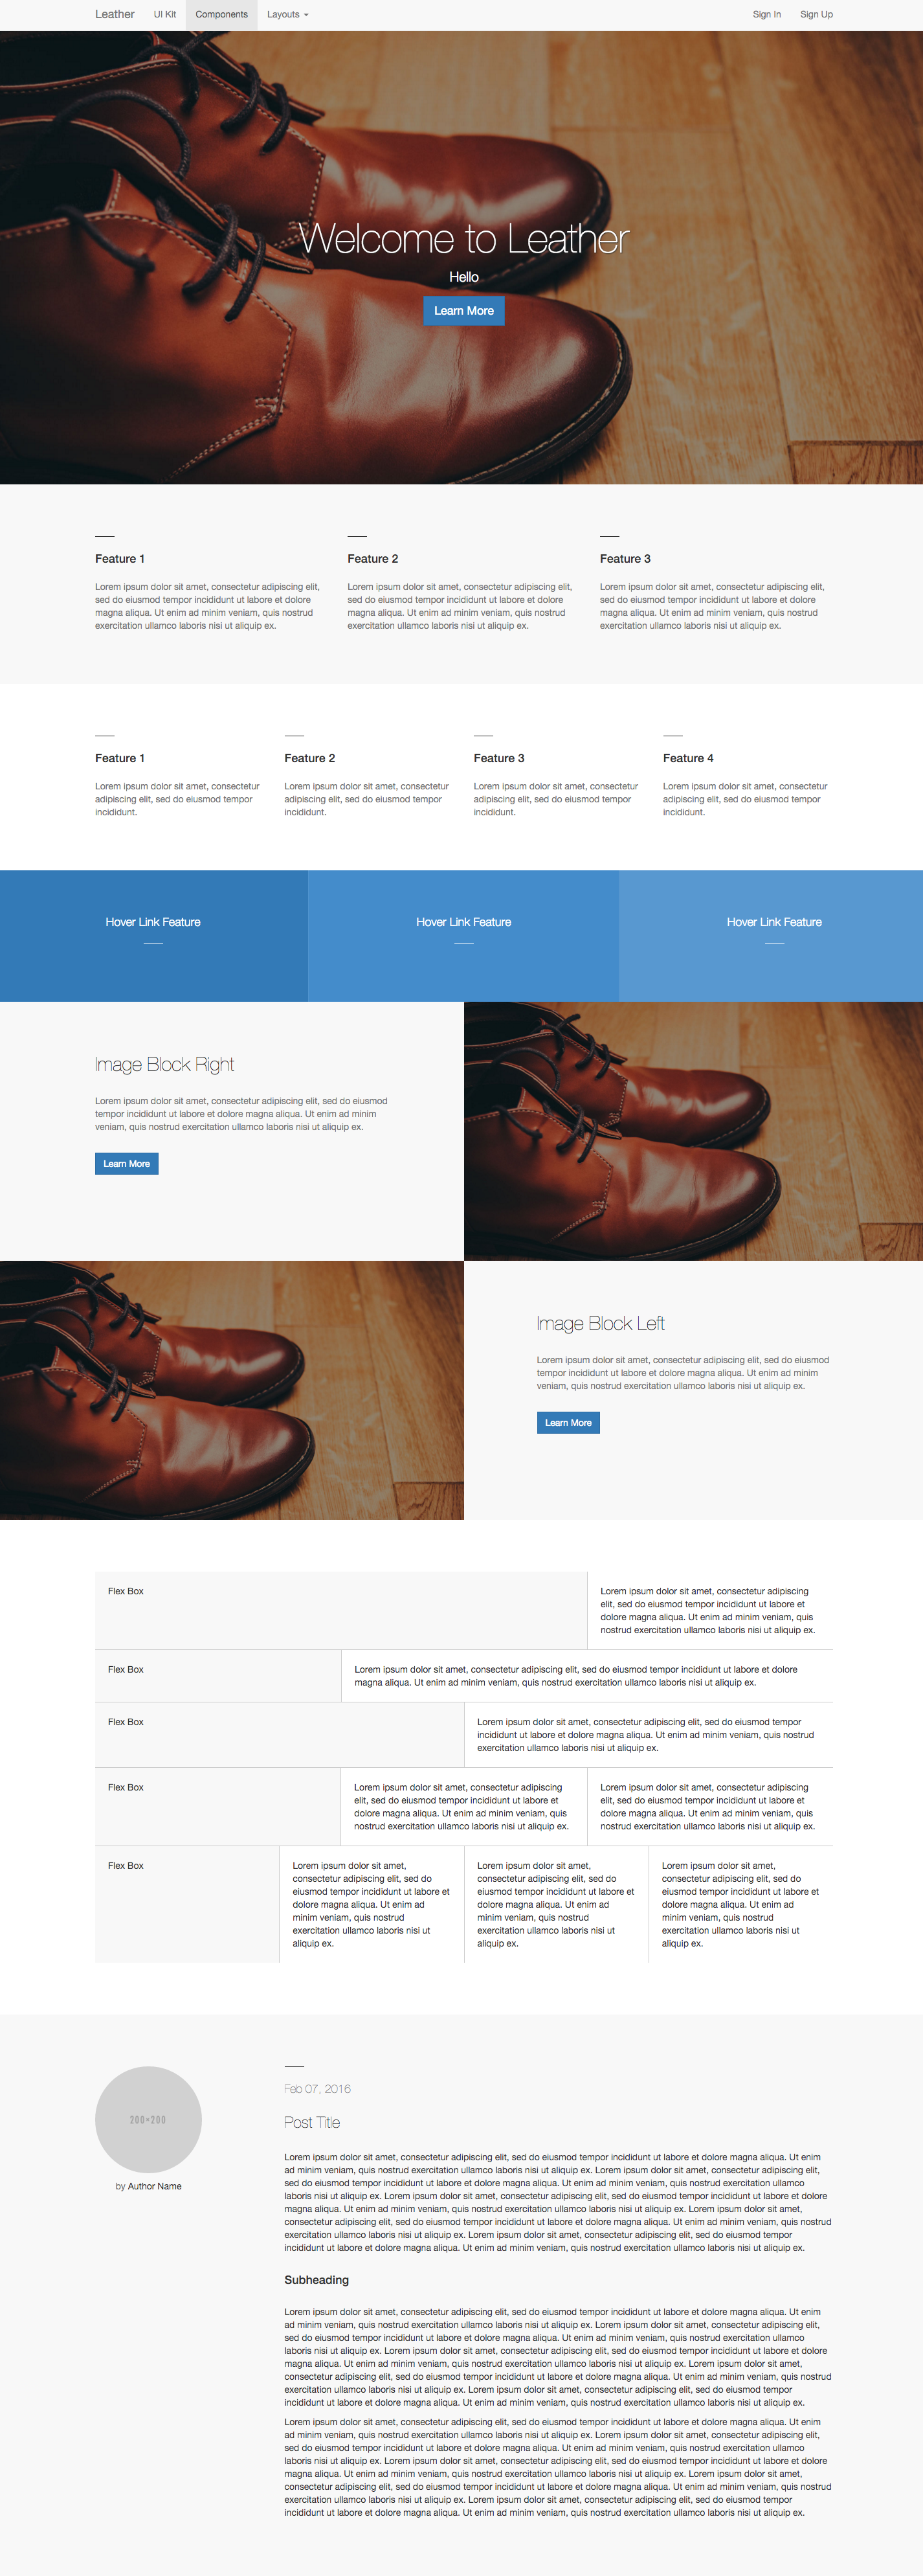 Leather UI Kit Components Layouts Sign In Sign Up
Welcome to Leather
Hello
Learn More
Feature 1
Lorem ipsum dolor sit amet, consectetur adipiscing elit,
sed do eiusmod tempor incididunt ut labore et dolore
magna aliqua. Ut enim ad minim veniam, quis nostrud
exercitation ullamco laboris nisi ut aliquip ex.
Feature 2
Lorem ipsum dolor sit amet, consectetur adipiscing elit,
sed do eiusmod tempor incididunt ut labore et dolore
magna aliqua. Ut enim ad minim veniam, quis nostrud
exercitation ullamco laboris nisi ut aliquip ex.
Feature 3
Lorem ipsum dolor sit amet, consectetur adipiscing elit,
sed do eiusmod tempor incididunt ut labore et dolore
magna aliqua. Ut enim ad minim veniam, quis nostrud
exercitation ullamco laboris nisi ut aliquip ex.
Feature 1
Lorem ipsum dolor sit amet, consectetur
adipiscing elit, sed do eiusmod tempor
incididunt.
Feature 2
Lorem ipsum dolor sit amet, consectetur
adipiscing elit, sed do eiusmod tempor
incididunt.
Feature 3
Lorem ipsum dolor sit amet, consectetur
adipiscing elit, sed do eiusmod tempor
incididunt.
Feature 4
Lorem ipsum dolor sit amet, consectetur
adipiscing elit, sed do eiusmod tempor
incididunt.
Hover Link Feature
Hover Link Feature
Hover Link Feature
Image Block Right
Lorem ipsum dolor sit amet, consectetur adipiscing elit, sed do eiusmod
tempor incididunt ut labore et dolore magna aliqua. Ut enim ad minim
veniam, quis nostrud exercitation ullamco laboris nisi ut aliquip ex.
Learn More
Image Block Left
Lorem ipsum dolor sit amet, consectetur adipiscing elit, sed do eiusmod
tempor incididunt ut labore et dolore magna aliqua. Ut enim ad minim
veniam, quis nostrud exercitation ullamco laboris nisi ut aliquip ex.
Learn More
Flex Box
Lorem ipsum dolor sit amet, consectetur adipiscing
elit, sed do eiusmod tempor incididunt ut labore et
dolore magna aliqua. Ut enim ad minim veniam, quis
nostrud exercitation ullamco laboris nisi ut aliquip ex.
Flex Box
Lorem ipsum dolor sit amet, consectetur adipiscing elit, sed do eiusmod tempor incididunt ut labore et dolore
magna aliqua. Ut enim ad minim veniam, quis nostrud exercitation ullamco laboris nisi ut aliquip ex.
Flex Box
Lorem ipsum dolor sit amet, consectetur adipiscing elit, sed do eiusmod tempor
incididunt ut labore et dolore magna aliqua. Ut enim ad minim veniam, quis nostrud
exercitation ullamco laboris nisi ut aliquip ex.
Flex Box
Lorem ipsum dolor sit amet, consectetur adipiscing
elit, sed do eiusmod tempor incididunt ut labore et
dolore magna aliqua. Ut enim ad minim veniam, quis
nostrud exercitation ullamco laboris nisi ut aliquip ex.
Lorem ipsum dolor sit amet, consectetur adipiscing
elit, sed do eiusmod tempor incididunt ut labore et
dolore magna aliqua. Ut enim ad minim veniam, quis
nostrud exercitation ullamco laboris nisi ut aliquip ex.
Flex Box
Lorem ipsum dolor sit amet,
consectetur adipiscing elit, sed do
eiusmod tempor incididunt ut labore et
dolore magna aliqua. Ut enim ad
minim veniam, quis nostrud
exercitation ullamco laboris nisi ut
aliquip ex.
Lorem ipsum dolor sit amet,
consectetur adipiscing elit, sed do
eiusmod tempor incididunt ut labore et
dolore magna aliqua. Ut enim ad
minim veniam, quis nostrud
exercitation ullamco laboris nisi ut
aliquip ex.
Lorem ipsum dolor sit amet,
consectetur adipiscing elit, sed do
eiusmod tempor incididunt ut labore et
dolore magna aliqua. Ut enim ad
minim veniam, quis nostrud
exercitation ullamco laboris nisi ut
aliquip ex.
200×200
by Author Name
Feb 07, 2016
Post Title
Lorem ipsum dolor sit amet, consectetur adipiscing elit, sed do eiusmod tempor incididunt ut labore et dolore magna aliqua. Ut enim
ad minim veniam, quis nostrud exercitation ullamco laboris nisi ut aliquip ex. Lorem ipsum dolor sit amet, consectetur adipiscing elit,
sed do eiusmod tempor incididunt ut labore et dolore magna aliqua. Ut enim ad minim veniam, quis nostrud exercitation ullamco
laboris nisi ut aliquip ex. Lorem ipsum dolor sit amet, consectetur adipiscing elit, sed do eiusmod tempor incididunt ut labore et dolore
magna aliqua. Ut enim ad minim veniam, quis nostrud exercitation ullamco laboris nisi ut aliquip ex. Lorem ipsum dolor sit amet,
consectetur adipiscing elit, sed do eiusmod tempor incididunt ut labore et dolore magna aliqua. Ut enim ad minim veniam, quis nostrud
exercitation ullamco laboris nisi ut aliquip ex. Lorem ipsum dolor sit amet, consectetur adipiscing elit, sed do eiusmod tempor
incididunt ut labore et dolore magna aliqua. Ut enim ad minim veniam, quis nostrud exercitation ullamco laboris nisi ut aliquip ex.
Subheading
Lorem ipsum dolor sit amet, consectetur adipiscing elit, sed do eiusmod tempor incididunt ut labore et dolore magna aliqua. Ut enim
ad minim veniam, quis nostrud exercitation ullamco laboris nisi ut aliquip ex. Lorem ipsum dolor sit amet, consectetur adipiscing elit,
sed do eiusmod tempor incididunt ut labore et dolore magna aliqua. Ut enim ad minim veniam, quis nostrud exercitation ullamco
laboris nisi ut aliquip ex. Lorem ipsum dolor sit amet, consectetur adipiscing elit, sed do eiusmod tempor incididunt ut labore et dolore
magna aliqua. Ut enim ad minim veniam, quis nostrud exercitation ullamco laboris nisi ut aliquip ex. Lorem ipsum dolor sit amet,
consectetur adipiscing elit, sed do eiusmod tempor incididunt ut labore et dolore magna aliqua. Ut enim ad minim veniam, quis nostrud
exercitation ullamco laboris nisi ut aliquip ex. Lorem ipsum dolor sit amet, consectetur adipiscing elit, sed do eiusmod tempor
incididunt ut labore et dolore magna aliqua. Ut enim ad minim veniam, quis nostrud exercitation ullamco laboris nisi ut aliquip ex.
Lorem ipsum dolor sit amet, consectetur adipiscing elit, sed do eiusmod tempor incididunt ut labore et dolore magna aliqua. Ut enim
ad minim veniam, quis nostrud exercitation ullamco laboris nisi ut aliquip ex. Lorem ipsum dolor sit amet, consectetur adipiscing elit,
sed do eiusmod tempor incididunt ut labore et dolore magna aliqua. Ut enim ad minim veniam, quis nostrud exercitation ullamco
laboris nisi ut aliquip ex. Lorem ipsum dolor sit amet, consectetur adipiscing elit, sed do eiusmod tempor incididunt ut labore et dolore
magna aliqua. Ut enim ad minim veniam, quis nostrud exercitation ullamco laboris nisi ut aliquip ex. Lorem ipsum dolor sit amet,
consectetur adipiscing elit, sed do eiusmod tempor incididunt ut labore et dolore magna aliqua. Ut enim ad minim veniam, quis nostrud
exercitation ullamco laboris nisi ut aliquip ex. Lorem ipsum dolor sit amet, consectetur adipiscing elit, sed do eiusmod tempor
incididunt ut labore et dolore magna aliqua. Ut enim ad minim veniam, quis nostrud exercitation ullamco laboris nisi ut aliquip ex.